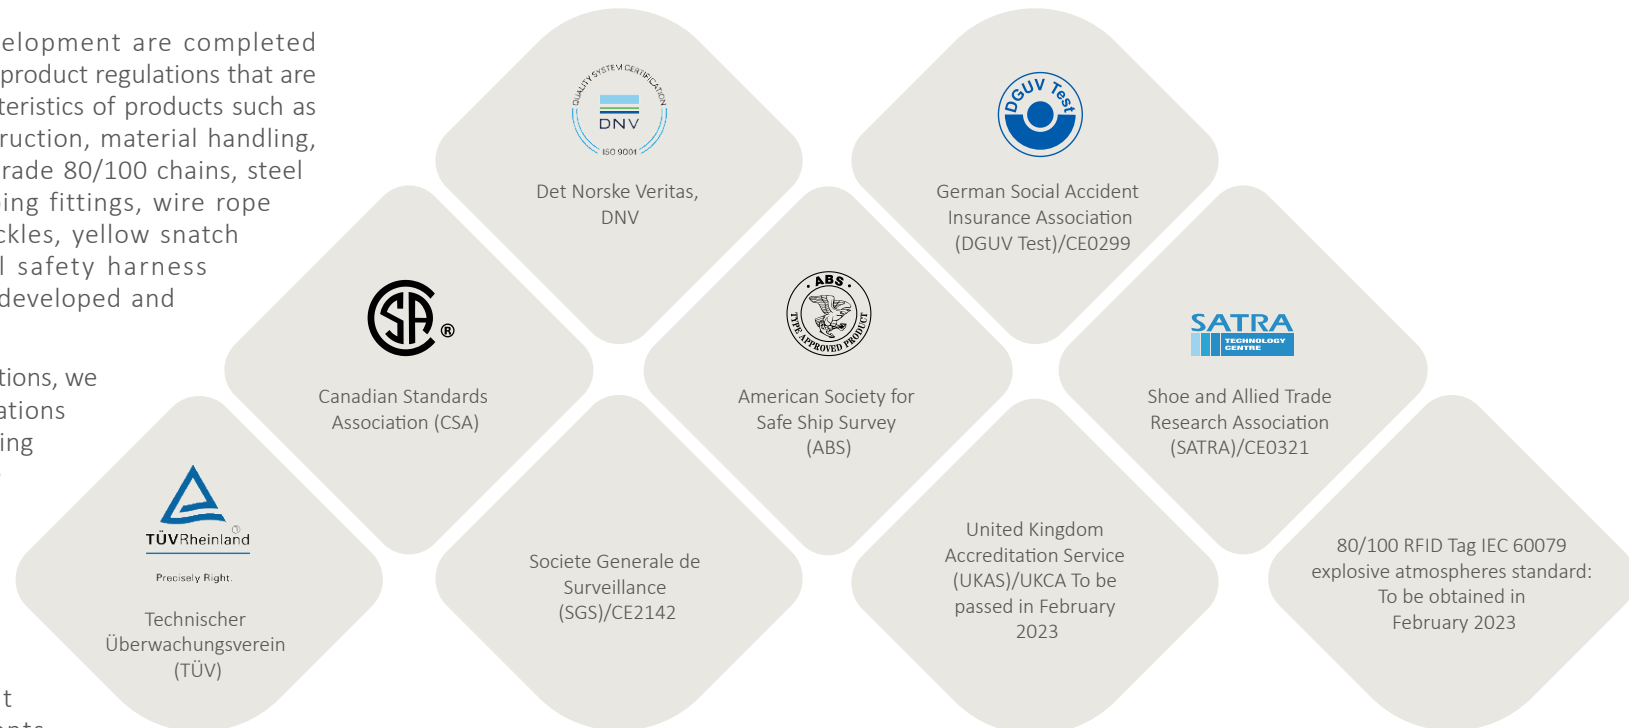 elopment are completed
product regulations that are
teristics of products such as
ruction, material handling,
rade 80/100 chains, steel
ing fittings, wire rope
ckles, yellow snatch
l safety harness
developed and
tions, we
ations
ing
t
QUALITY SYSTEM CERTIFICATION
DNV
ISO 9001
Det Norske Veritas,
DNV
DGUV Test
German Social Accident
Insurance Association
(DGUV Test)/CE0299
CSA ®
Canadian Standards
Association (CSA)
ABS
TYPE APPROVED PRODUCT
American Society for
Safe Ship Survey
(ABS)
SATRA
TECHNOLOGY
CENTRE
Shoe and Allied Trade
Research Association
(SATRA)/CE0321
TÜVRheinland ®
Precisely Right.
Technischer
Überwachungsverein
(TÜV)
Societe Generale de
Surveillance
(SGS)/CE2142
United Kingdom
Accreditation Service
(UKAS)/UKCA To be
passed in February
2023
80/100 RFID Tag IEC 60079
explosive atmospheres standard:
To be obtained in
February 2023